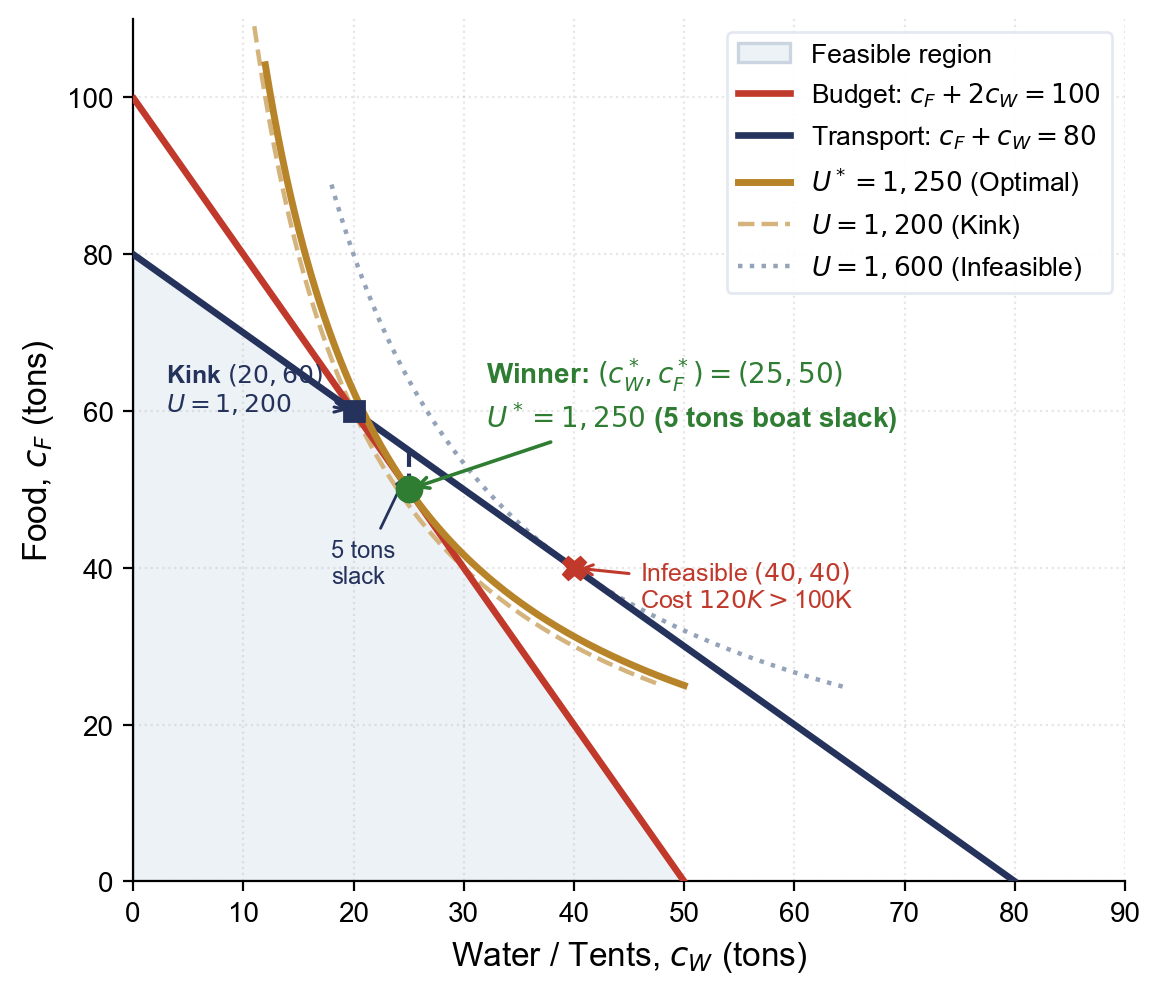 Feasible region
Budget: $c_F + 2c_W = 100$
Transport: $c_F + c_W = 80$
$U^* = 1,250$ (Optimal)
$U = 1,200$ (Kink)
$U = 1,600$ (Infeasible)
100
80
60
40
20
0
Food, $c_F$ (tons)
Kink $(20, 60)$
$U = 1,200$
Winner: $(c_W^*, c_F^*) = (25, 50)$
$U^* = 1,250$ (5 tons boat slack)
5 tons
slack
Infeasible $(40, 40)$
Cost $120K > 100$K
0 10 20 30 40 50 60 70 80 90
Water / Tents, $c_W$ (tons)